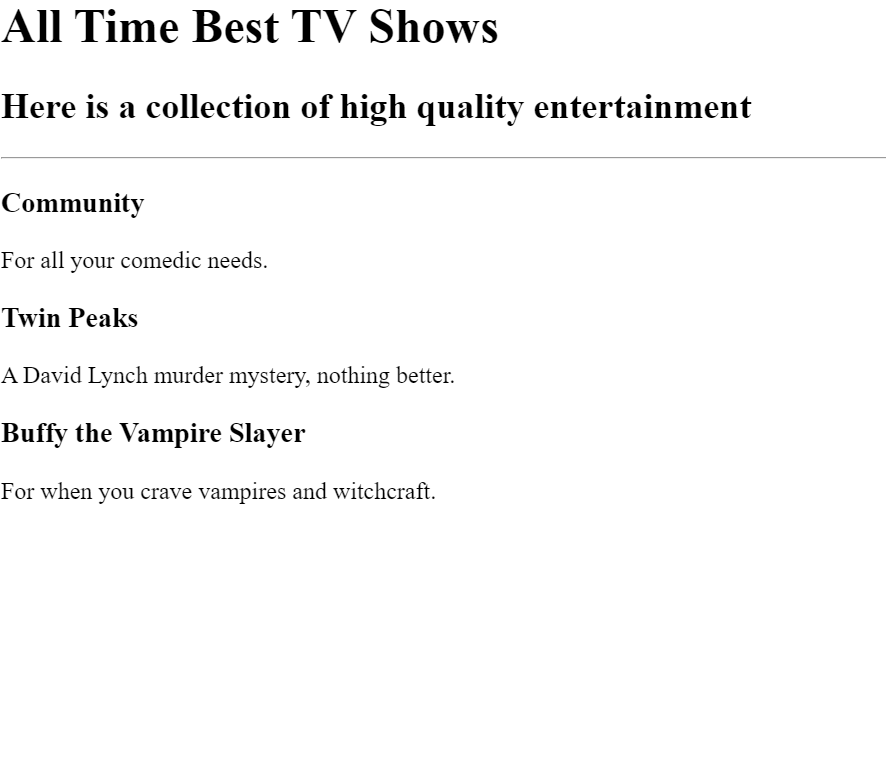 All Time Best TV Shows
Here is a collection of high quality entertainment
Community
For all your comedic needs.
Twin Peaks
A David Lynch murder mystery, nothing better.
Buffy the Vampire Slayer
For when you crave vampires and witchcraft.